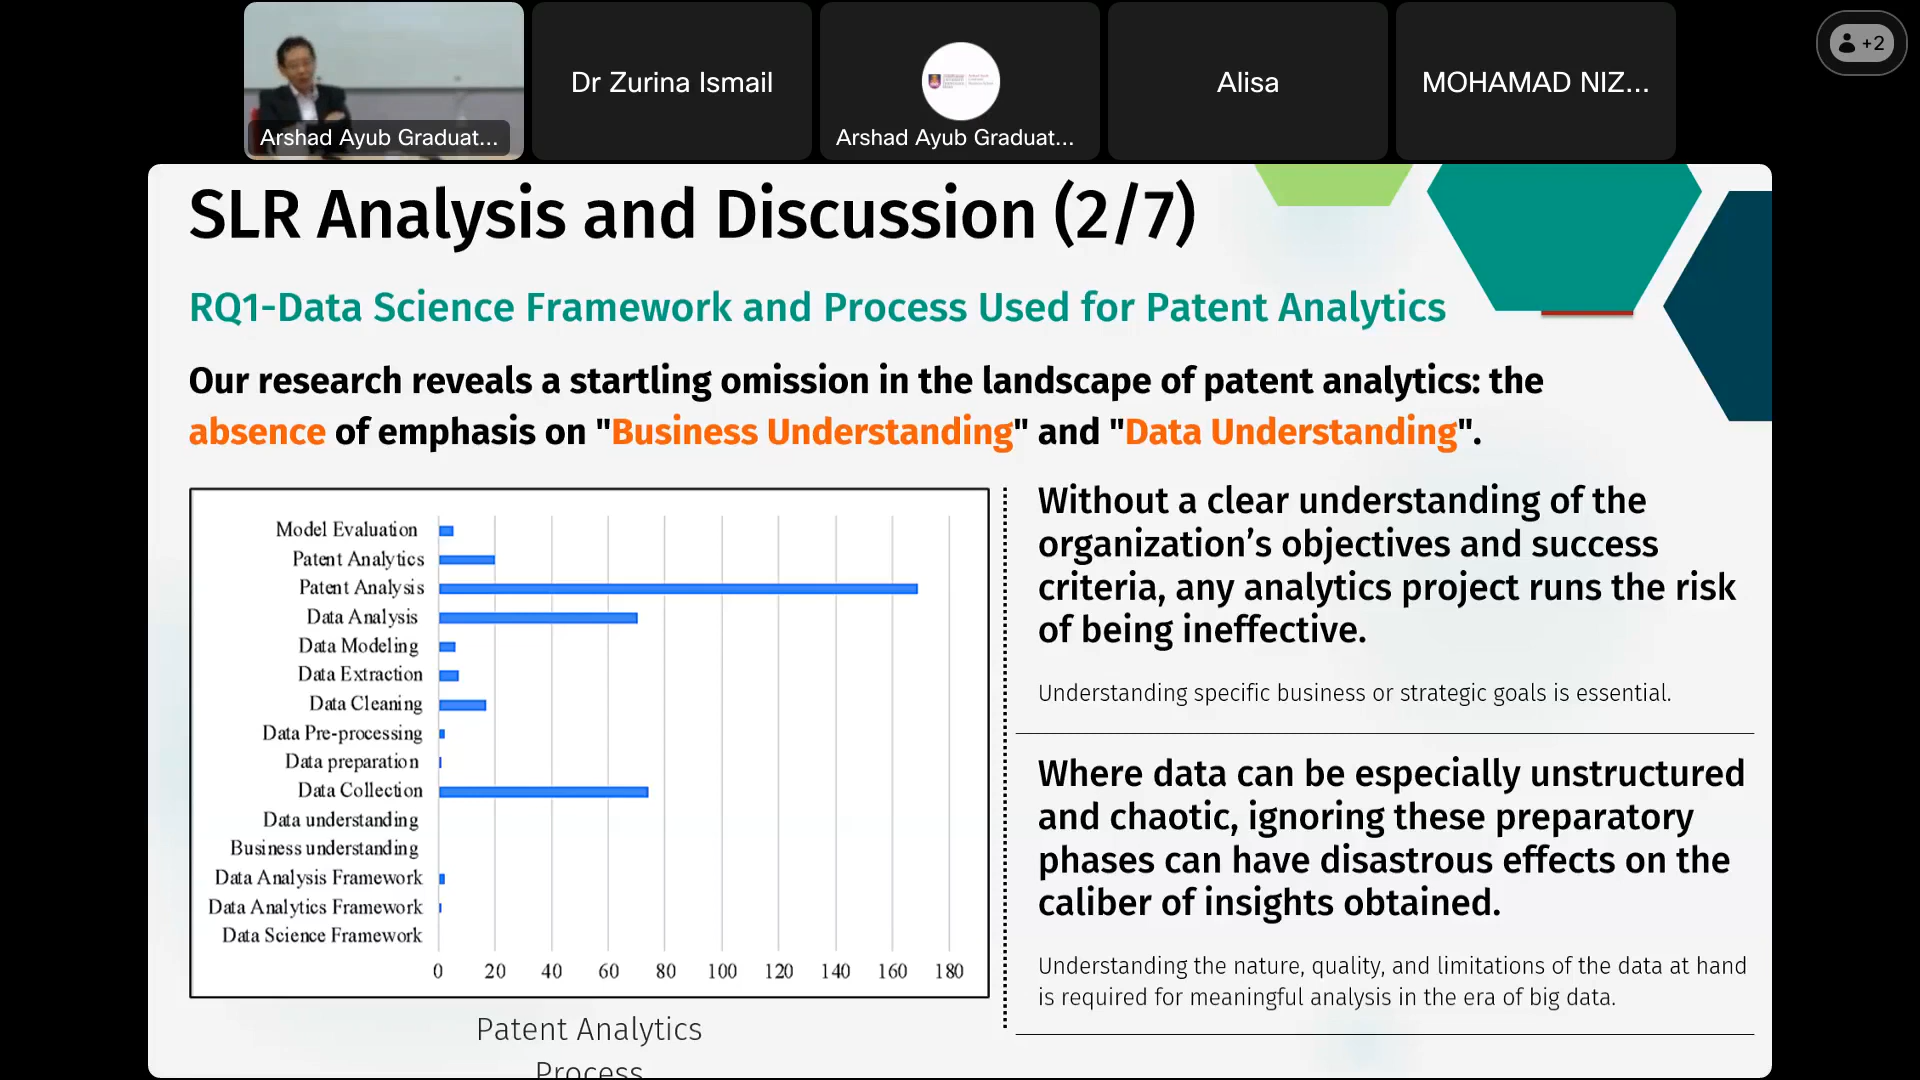 Arshad Ayub Graduat...
Dr Zurina Ismail
Arshad Ayub Graduat...
Alisa
MOHAMAD NIZ...
+2
SLR Analysis and Discussion (2/7)
RQ1-Data Science Framework and Process Used for Patent Analytics
Our research reveals a startling omission in the landscape of patent analytics: the
absence of emphasis on "Business Understanding" and "Data Understanding".
Model Evaluation
Patent Analytics
Patent Analysis
Data Analysis
Data Modeling
Data Extraction
Data Cleaning
Data Pre-processing
Data preparation
Data Collection
Data understanding
Business understanding
Data Analysis Framework
Data Analytics Framework
Data Science Framework
0 20 40 60 80 100 120 140 160 180
Patent Analytics
Process
Without a clear understanding of the
organization’s objectives and success
criteria, any analytics project runs the risk
of being ineffective.
Understanding specific business or strategic goals is essential.
Where data can be especially unstructured
and chaotic, ignoring these preparatory
phases can have disastrous effects on the
caliber of insights obtained.
Understanding the nature, quality, and limitations of the data at hand
is required for meaningful analysis in the era of big data.